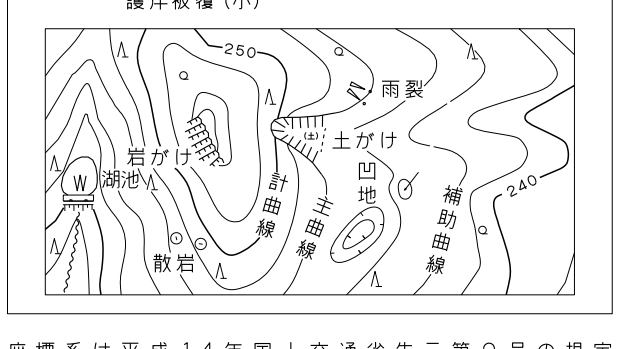 護岸被覆（小）
250
雨裂
(土)
土がけ
岩がけ
W
湖池
凹地
計曲線
主曲線
補助曲線
240
散岩
座標系は平成14年国土交通省告示第9号の規定